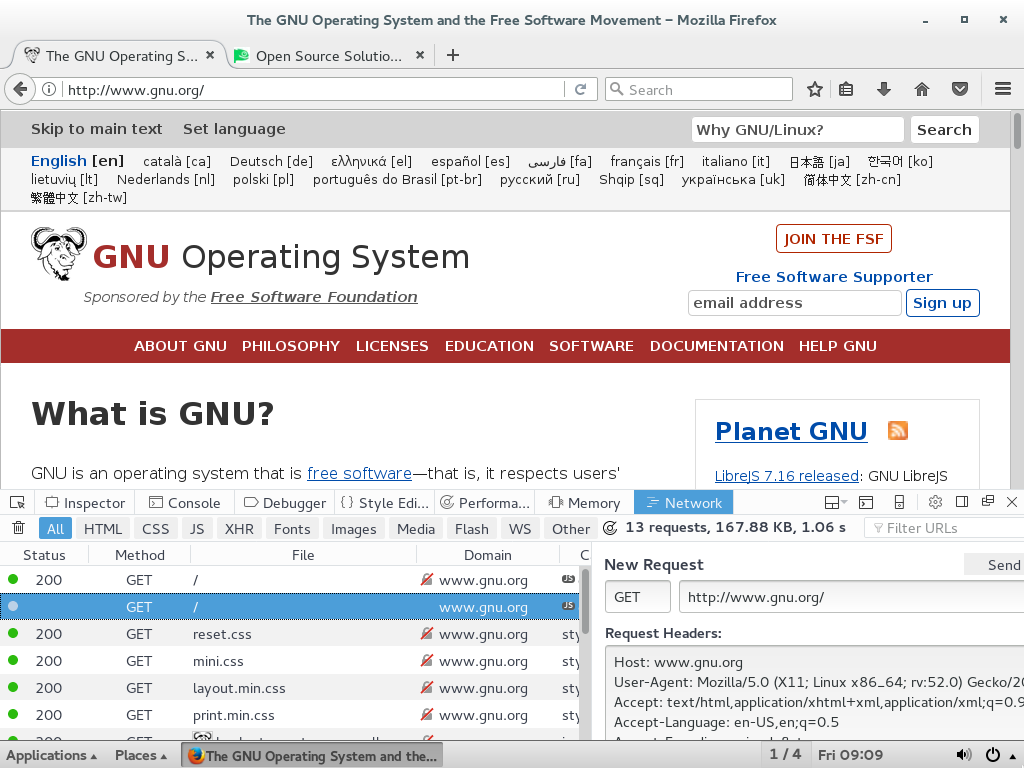 The GNU Operating System and the Free Software Movement – Mozilla Firefox
The GNU Operating S... Open Source Solutio...
http://www.gnu.org/ Search
Skip to main text Set language Why GNU/Linux? Search
English [en] català [ca] Deutsch [de] ελληνικά [el] español [es] فارسی [fa] français [fr] italiano [it] 日本語 [ja] 한국어 [ko]
lietuvių [lt] Nederlands [nl] polski [pl] português do Brasil [pt-br] русский [ru] Shqip [sq] українська [uk] 简体中文 [zh-cn]
繁體中文 [zh-tw]
GNU Operating System
JOIN THE FSF
Free Software Supporter
Sponsored by the Free Software Foundation
email address Sign up
ABOUT GNU PHILOSOPHY LICENSES EDUCATION SOFTWARE DOCUMENTATION HELP GNU
What is GNU?
Planet GNU
GNU is an operating system that is free software—that is, it respects users'
LibreJS 7.16 released: GNU LibreJS
Inspector Console Debugger Style Edi... Performa... Memory Network
All HTML CSS JS XHR Fonts Images Media Flash WS Other 13 requests, 167.88 KB, 1.06 s Filter URLs
Status Method File Domain C
200 GET / www.gnu.org JS
GET / www.gnu.org JS
200 GET reset.css www.gnu.org sty
200 GET mini.css www.gnu.org sty
200 GET layout.min.css www.gnu.org sty
200 GET print.min.css www.gnu.org sty
200 GET
New Request Send
GET http://www.gnu.org/
Request Headers:
Host: www.gnu.org
User-Agent: Mozilla/5.0 (X11; Linux x86_64; rv:52.0) Gecko/20
Accept: text/html,application/xhtml+xml,application/xml;q=0.9
Accept-Language: en-US,en;q=0.5
Applications Places The GNU Operating System and the... 1 / 4 Fri 09:09